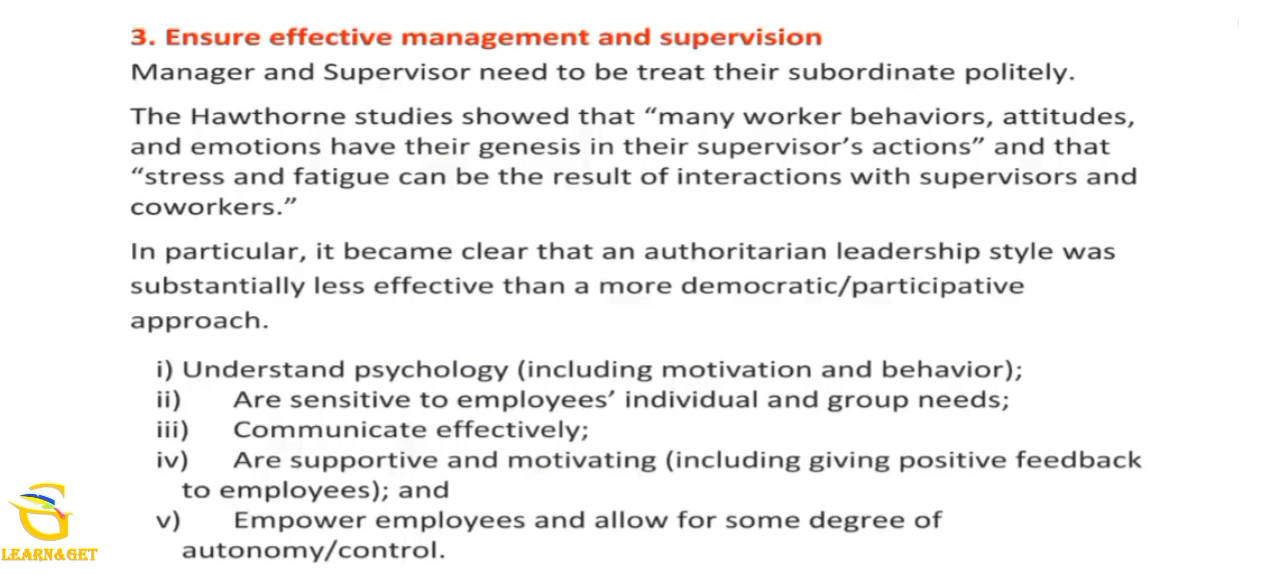 3. Ensure effective management and supervision
Manager and Supervisor need to be treat their subordinate politely.
The Hawthorne studies showed that “many worker behaviors, attitudes,
and emotions have their genesis in their supervisor’s actions” and that
“stress and fatigue can be the result of interactions with supervisors and
coworkers.”
In particular, it became clear that an authoritarian leadership style was
substantially less effective than a more democratic/participative
approach.
i) Understand psychology (including motivation and behavior);
ii) Are sensitive to employees’ individual and group needs;
iii) Communicate effectively;
iv) Are supportive and motivating (including giving positive feedback
to employees); and
v) Empower employees and allow for some degree of
autonomy/control.
LEARN&GET